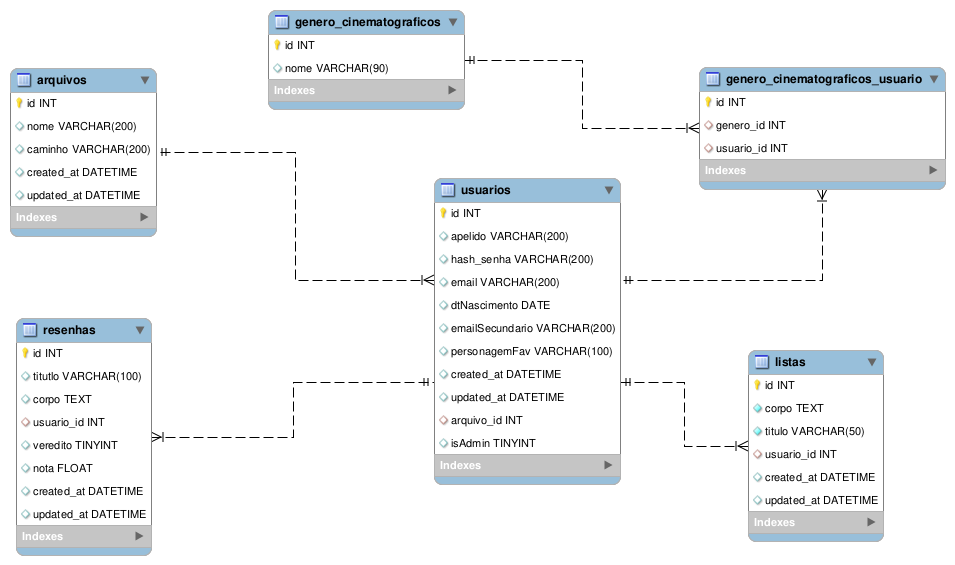 genero_cinematograficos
id INT
nome VARCHAR(90)
Indexes
arquivos
id INT
nome VARCHAR(200)
caminho VARCHAR(200)
created_at DATETIME
updated_at DATETIME
Indexes
genero_cinematograficos_usuario
id INT
genero_id INT
usuario_id INT
Indexes
usuarios
id INT
apelido VARCHAR(200)
hash_senha VARCHAR(200)
email VARCHAR(200)
dtNascimento DATE
emailSecundario VARCHAR(200)
personagemFav VARCHAR(100)
created_at DATETIME
updated_at DATETIME
arquivo_id INT
isAdmin TINYINT
Indexes
resenhas
id INT
titutlo VARCHAR(100)
corpo TEXT
usuario_id INT
veredito TINYINT
nota FLOAT
created_at DATETIME
updated_at DATETIME
Indexes
listas
id INT
corpo TEXT
titulo VARCHAR(50)
usuario_id INT
created_at DATETIME
updated_at DATETIME
Indexes